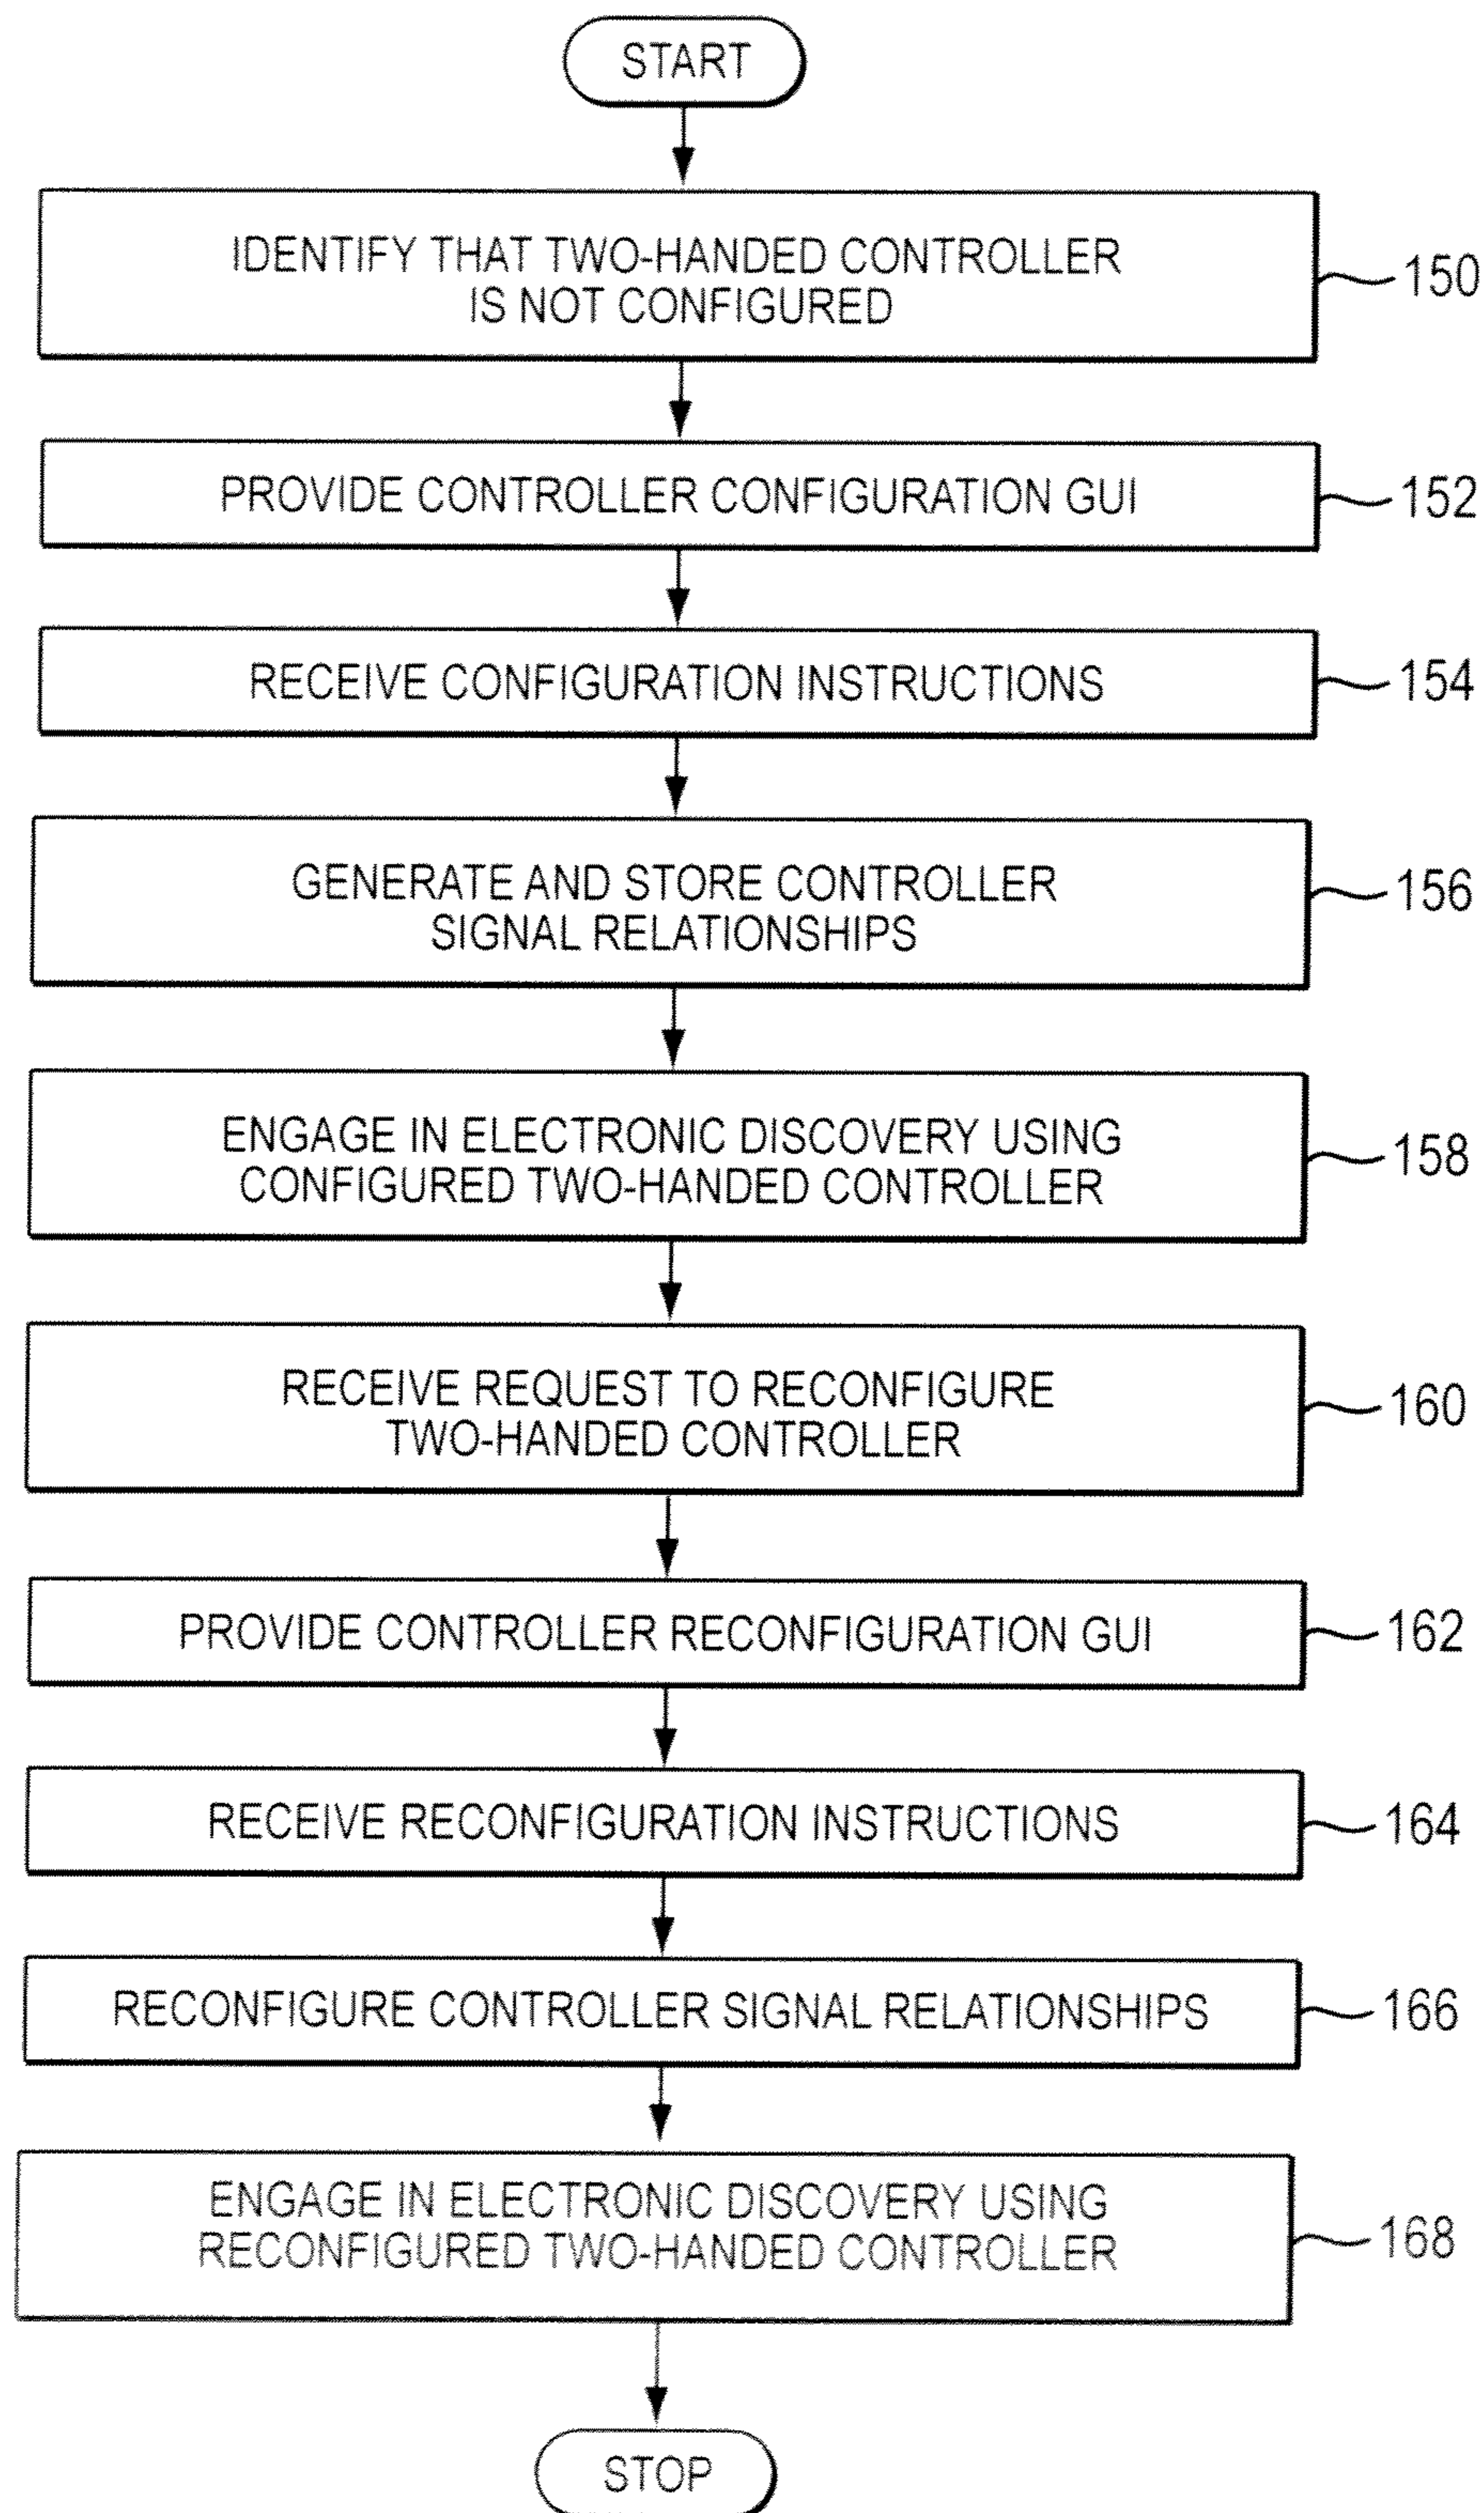 START
IDENTIFY THAT TWO-HANDED CONTROLLER
IS NOT CONFIGURED
150
PROVIDE CONTROLLER CONFIGURATION GUI
152
RECEIVE CONFIGURATION INSTRUCTIONS
154
GENERATE AND STORE CONTROLLER
SIGNAL RELATIONSHIPS
156
ENGAGE IN ELECTRONIC DISCOVERY USING
CONFIGURED TWO-HANDED CONTROLLER
158
RECEIVE REQUEST TO RECONFIGURE
TWO-HANDED CONTROLLER
160
PROVIDE CONTROLLER RECONFIGURATION GUI
162
RECEIVE RECONFIGURATION INSTRUCTIONS
164
RECONFIGURE CONTROLLER SIGNAL RELATIONSHIPS
166
ENGAGE IN ELECTRONIC DISCOVERY USING
RECONFIGURED TWO-HANDED CONTROLLER
168
STOP